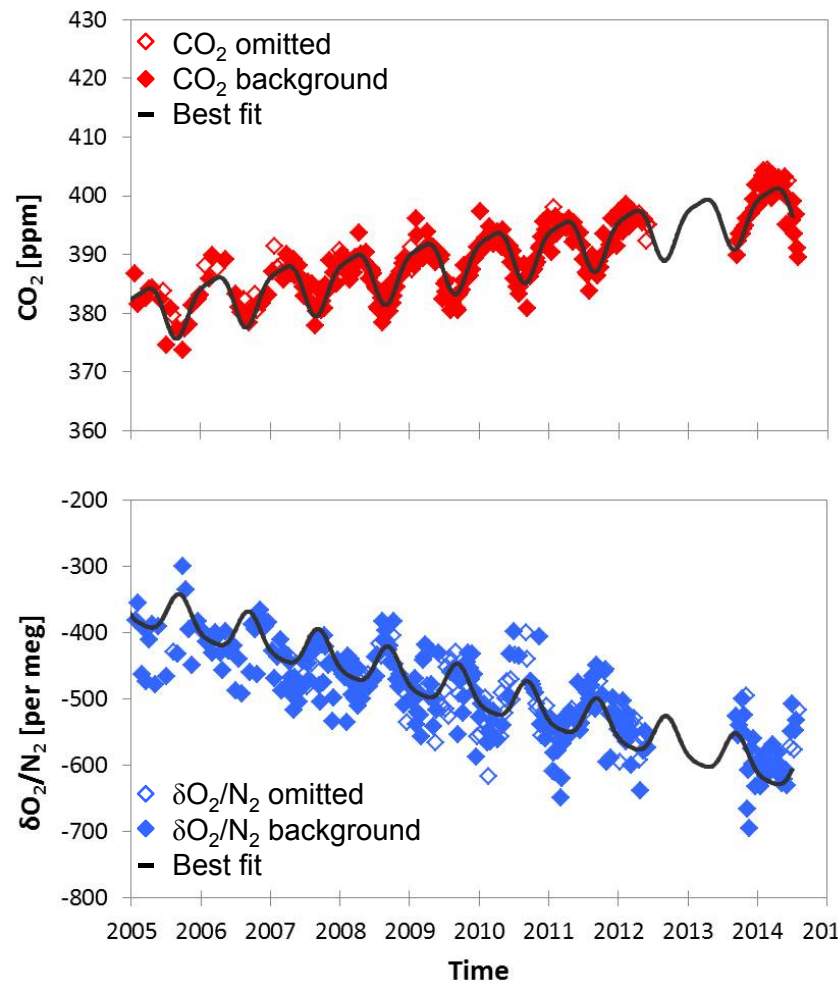 430
420
410
400
390
380
370
360
CO₂ [ppm]
CO₂ omitted
CO₂ background
Best fit
-200
-300
-400
-500
-600
-700
-800
δO₂/N₂ [per meg]
δO₂/N₂ omitted
δO₂/N₂ background
Best fit
2005 2006 2007 2008 2009 2010 2011 2012 2013 2014 201
Time